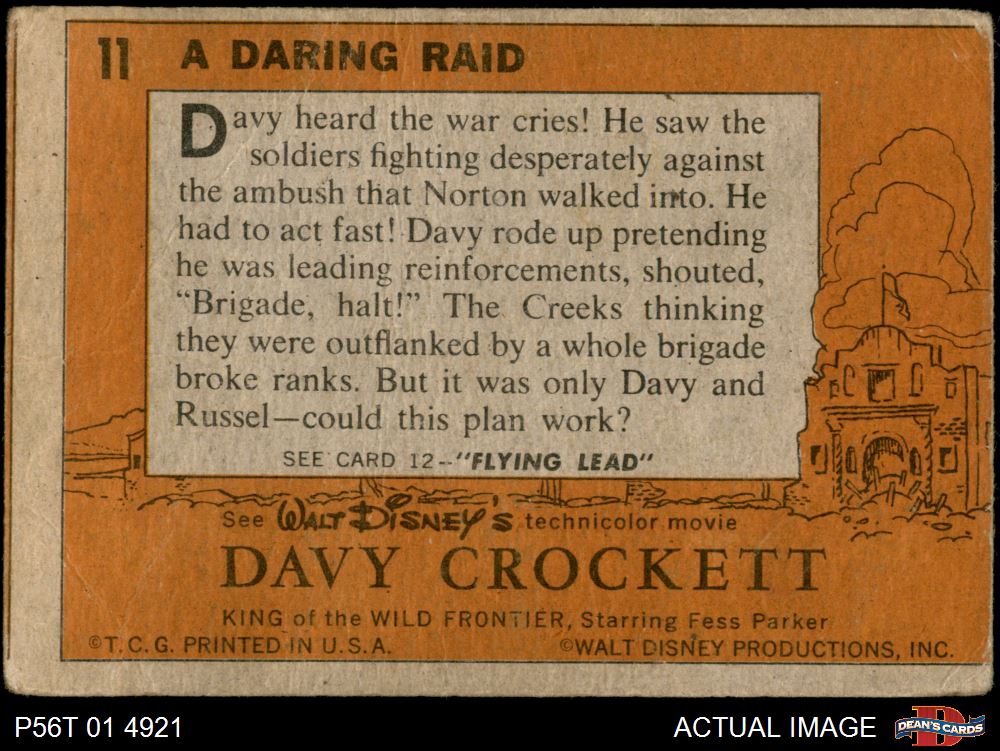 11 A DARING RAID
Davy heard the war cries! He saw the
soldiers fighting desperately against
the ambush that Norton walked into. He
had to act fast! Davy rode up pretending
he was leading reinforcements, shouted,
“Brigade, halt!” The Creeks thinking
they were outflanked by a whole brigade
broke ranks. But it was only Davy and
Russel—could this plan work?
SEE CARD 12--"FLYING LEAD"
See WALT DISNEY'S technicolor movie
DAVY CROCKETT
KING of the WILD FRONTIER, Starring Fess Parker
©T.C.G. PRINTED IN U.S.A. ©WALT DISNEY PRODUCTIONS, INC.
P56T 01 4921 ACTUAL IMAGE D DEAN'S CARDS